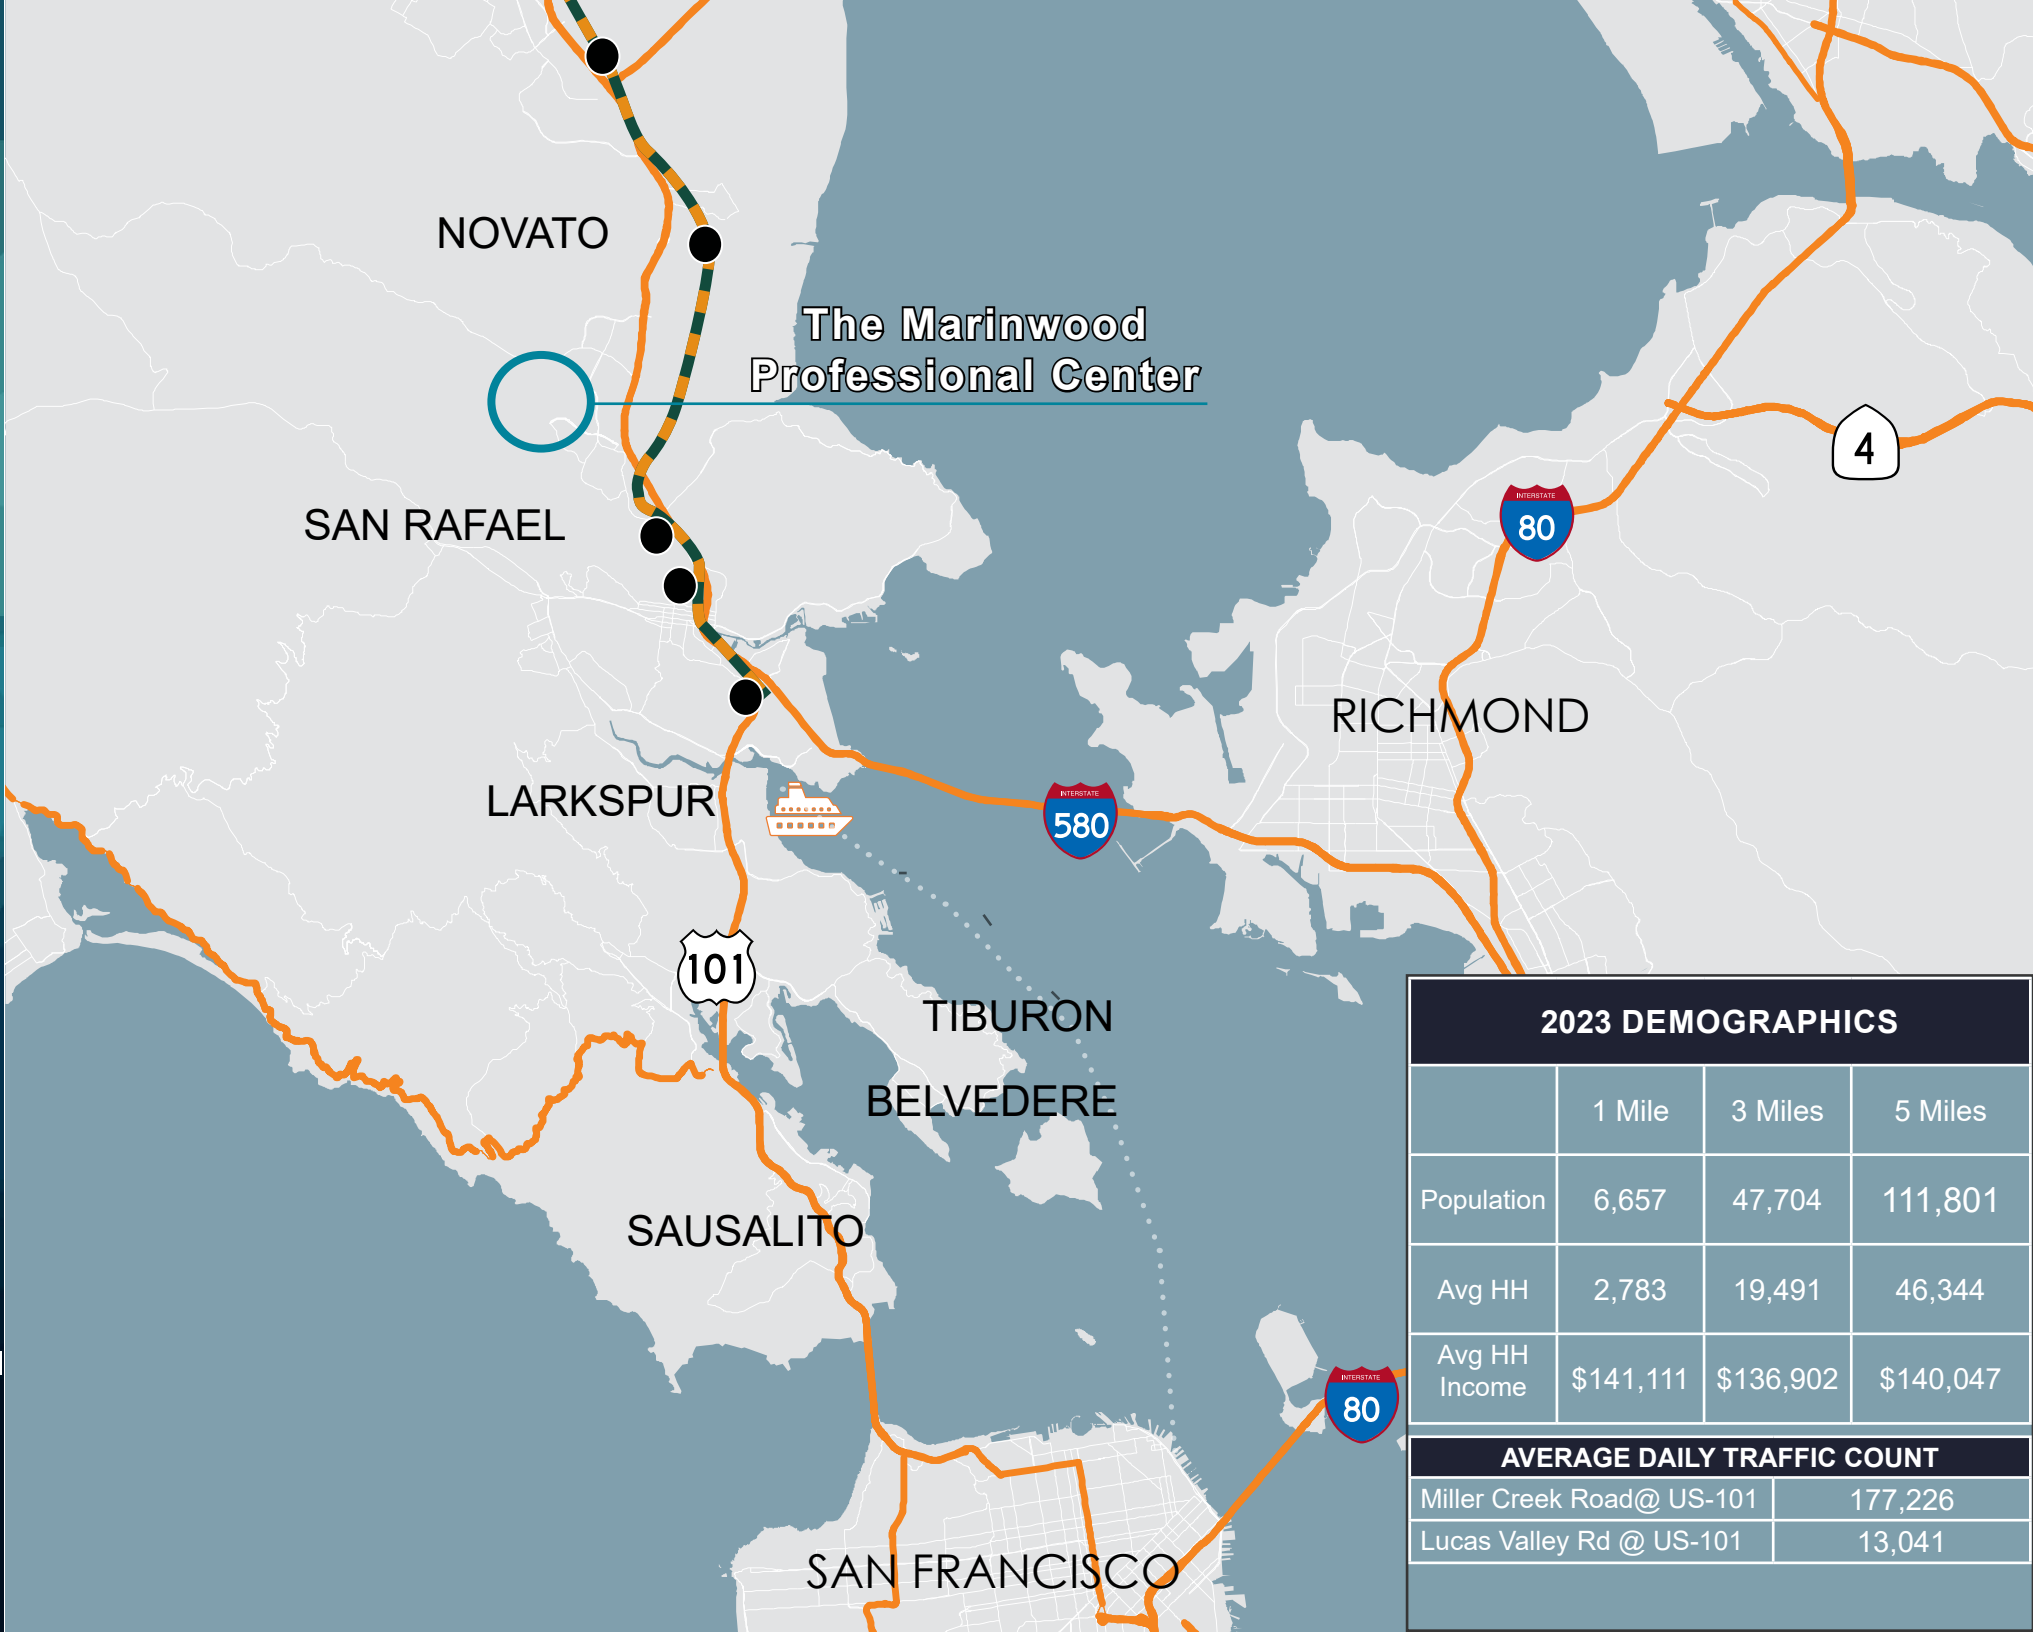 NOVATO
The Marinwood
Professional Center
4
INTERSTATE
80
SAN RAFAEL
RICHMOND
LARKSPUR
INTERSTATE
580
101
TIBURON
BELVEDERE
SAUSALITO
INTERSTATE
80
SAN FRANCISCO
2023 DEMOGRAPHICS
1 Mile 3 Miles 5 Miles
Population 6,657 47,704 111,801
Avg HH 2,783 19,491 46,344
Avg HH
Income $141,111 $136,902 $140,047
AVERAGE DAILY TRAFFIC COUNT
Miller Creek Road@ US-101 177,226
Lucas Valley Rd @ US-101 13,041